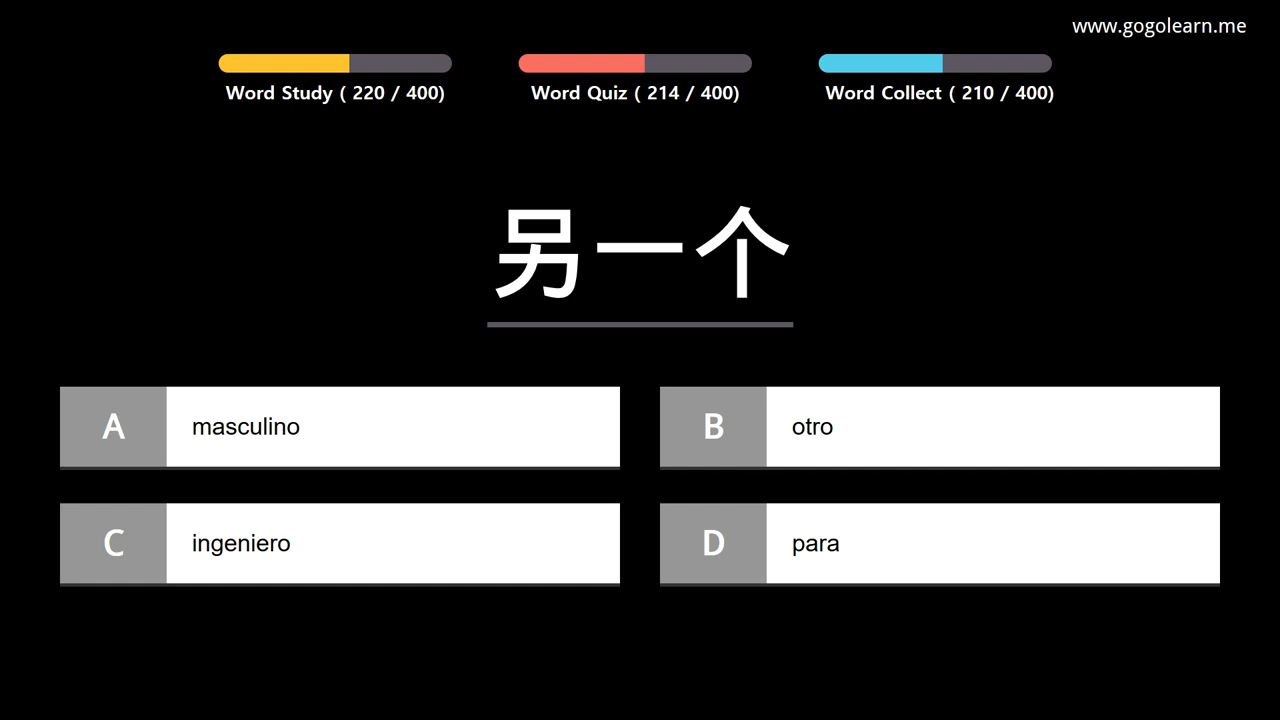 www.gogolearn.me
Word Study ( 220 / 400)
Word Quiz ( 214 / 400)
Word Collect ( 210 / 400)
另一个
A masculino
B otro
C ingeniero
D para